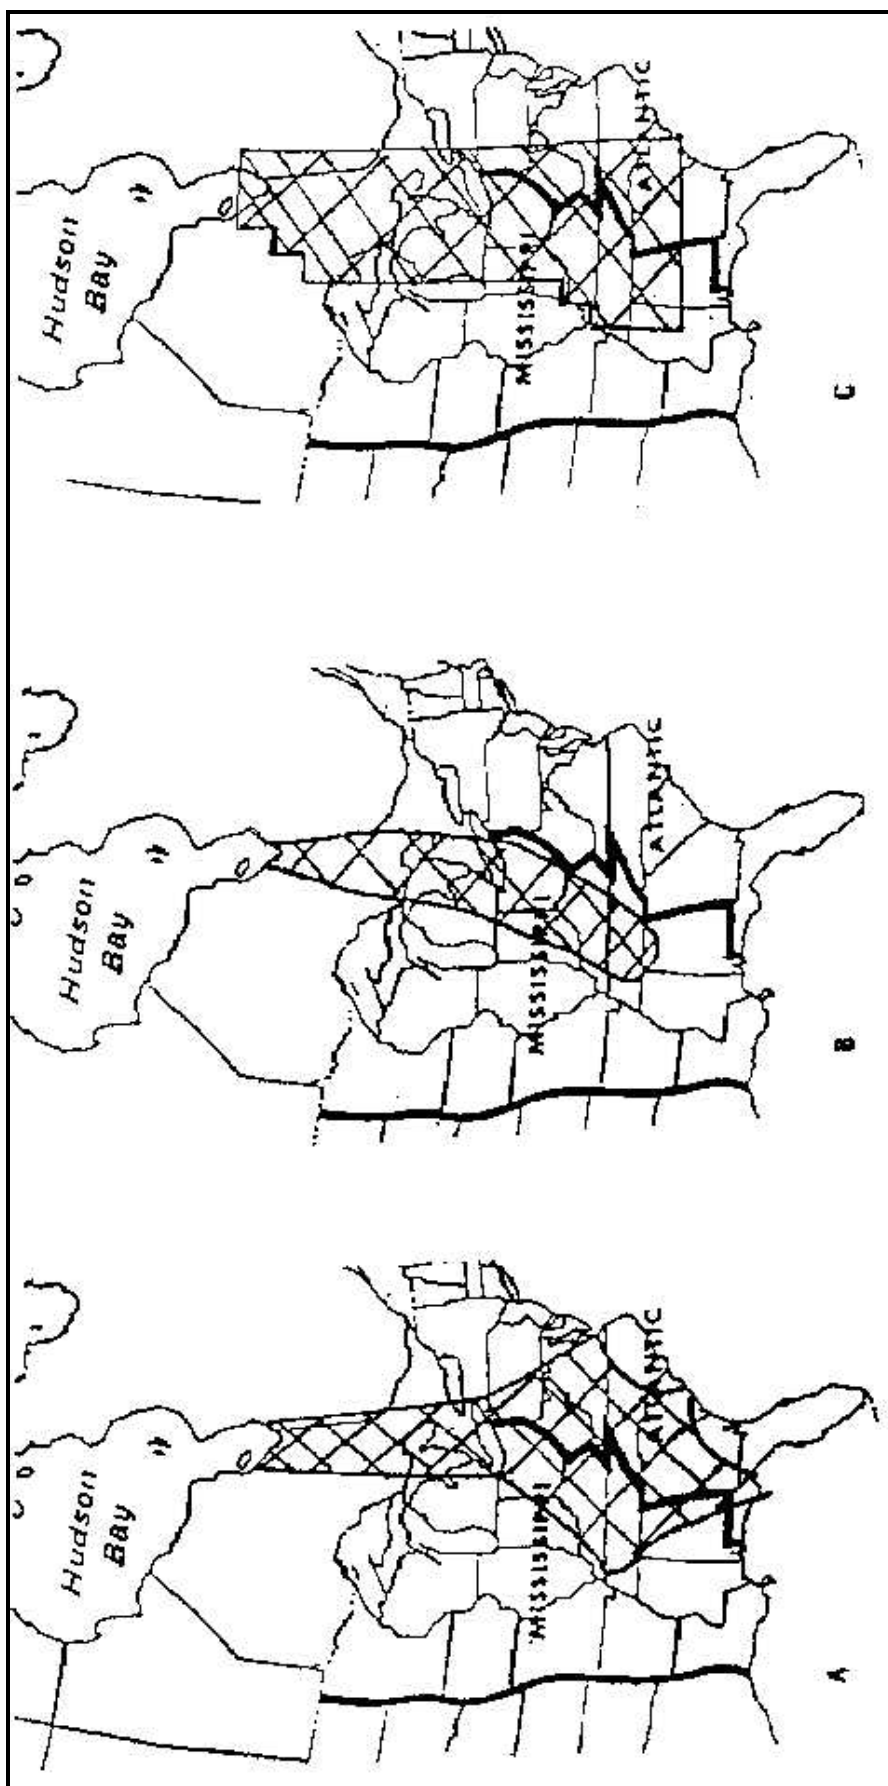 Hudson
Bay
MISSISSIPPI
ATLANTIC
A
Hudson
Bay
MISSISSIPPI
ATLANTIC
B
Hudson
Bay
MISSISSIPPI
ATLANTIC
C